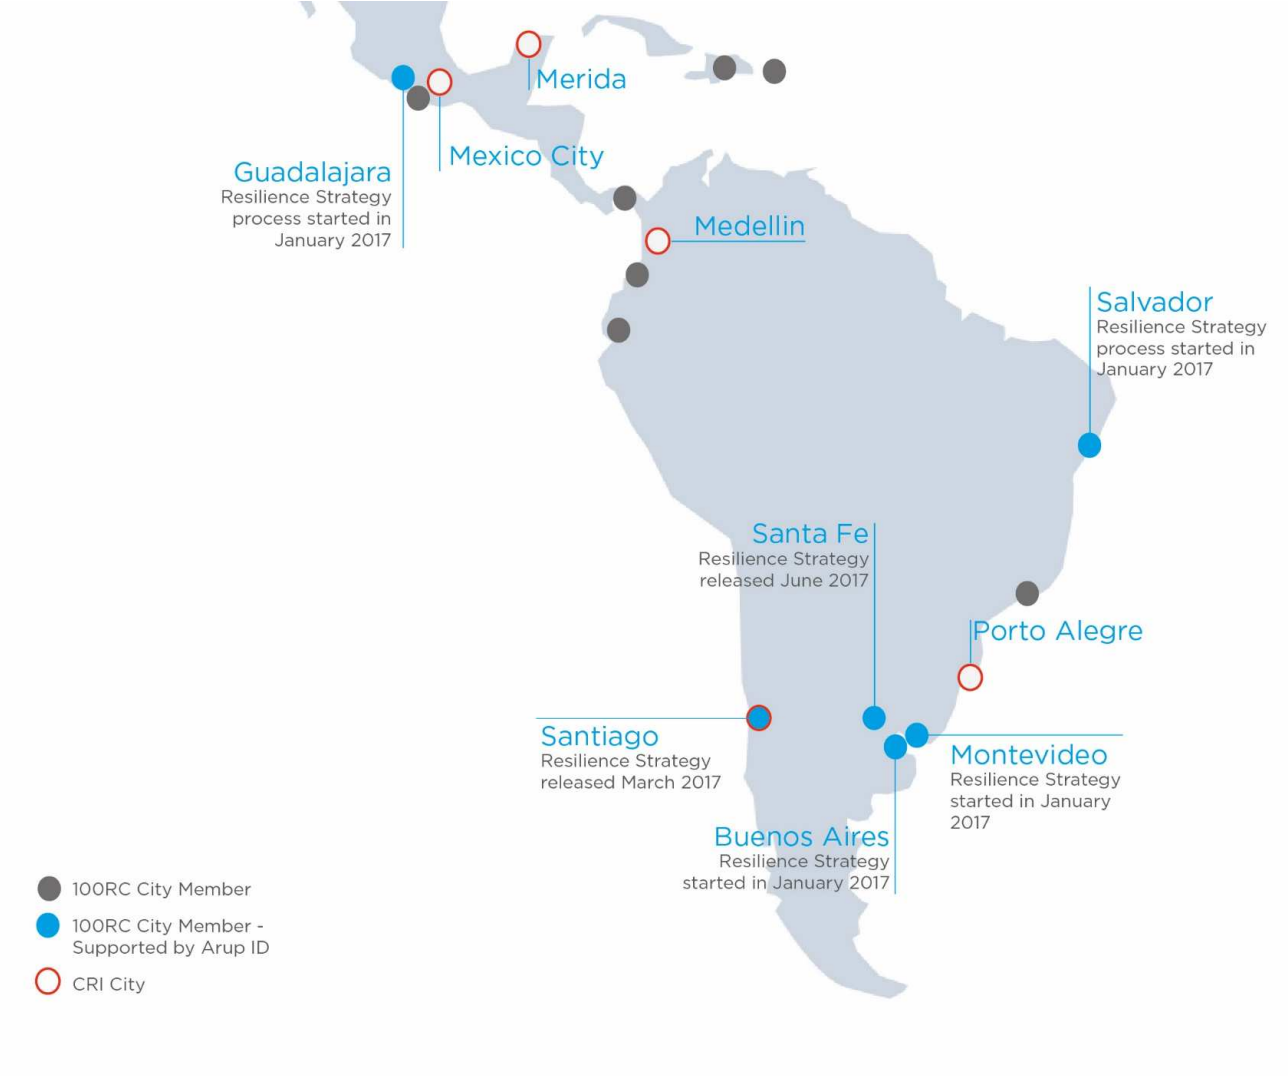 Merida
Mexico City
Guadalajara
Resilience Strategy
process started in
January 2017
Medellin
Salvador
Resilience Strategy
process started in
January 2017
Santa Fe
Resilience Strategy
released June 2017
Porto Alegre
Santiago
Resilience Strategy
released March 2017
Montevideo
Resilience Strategy
started in January
2017
Buenos Aires
Resilience Strategy
started in January 2017
100RC City Member
100RC City Member -
Supported by Arup ID
CRI City